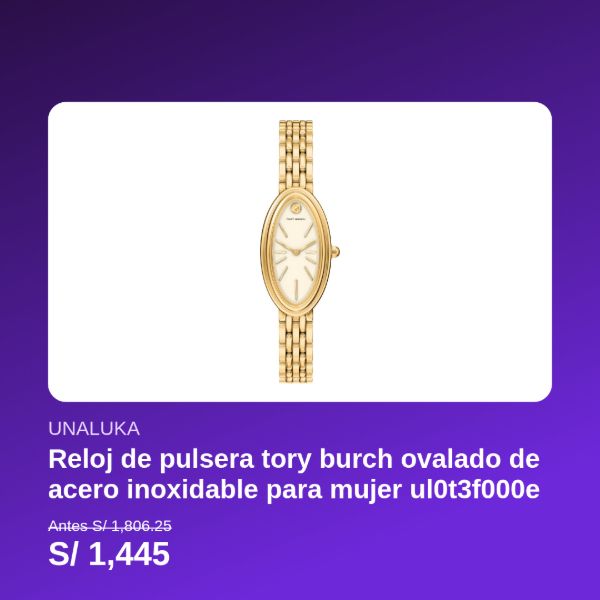 UNALUKA
Reloj de pulsera tory burch ovalado de
acero inoxidable para mujer ul0t3f000e
Antes S/ 1,806.25
S/ 1,445